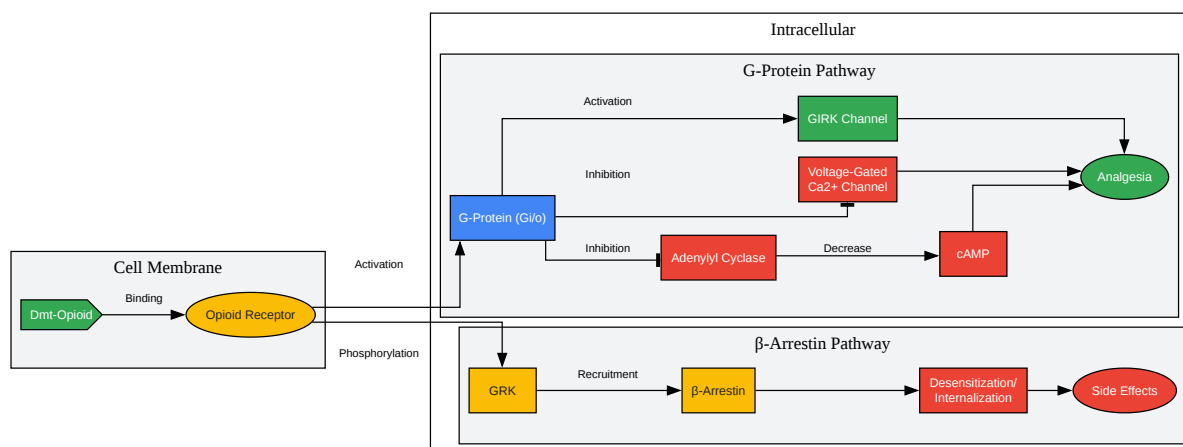 Intracellular
G-Protein Pathway
Activation
GIRK Channel
Inhibition
Voltage-Gated
Ca2+ Channel
Analgesia
G-Protein (Gi/o)
Inhibition
Adenylyl Cyclase
Decrease
cAMP
Cell Membrane
Activation
Dmt-Opioid
Binding
Opioid Receptor
Phosphorylation
β-Arrestin Pathway
GRK
Recruitment
β-Arrestin
Desensitization/
Internalization
Side Effects